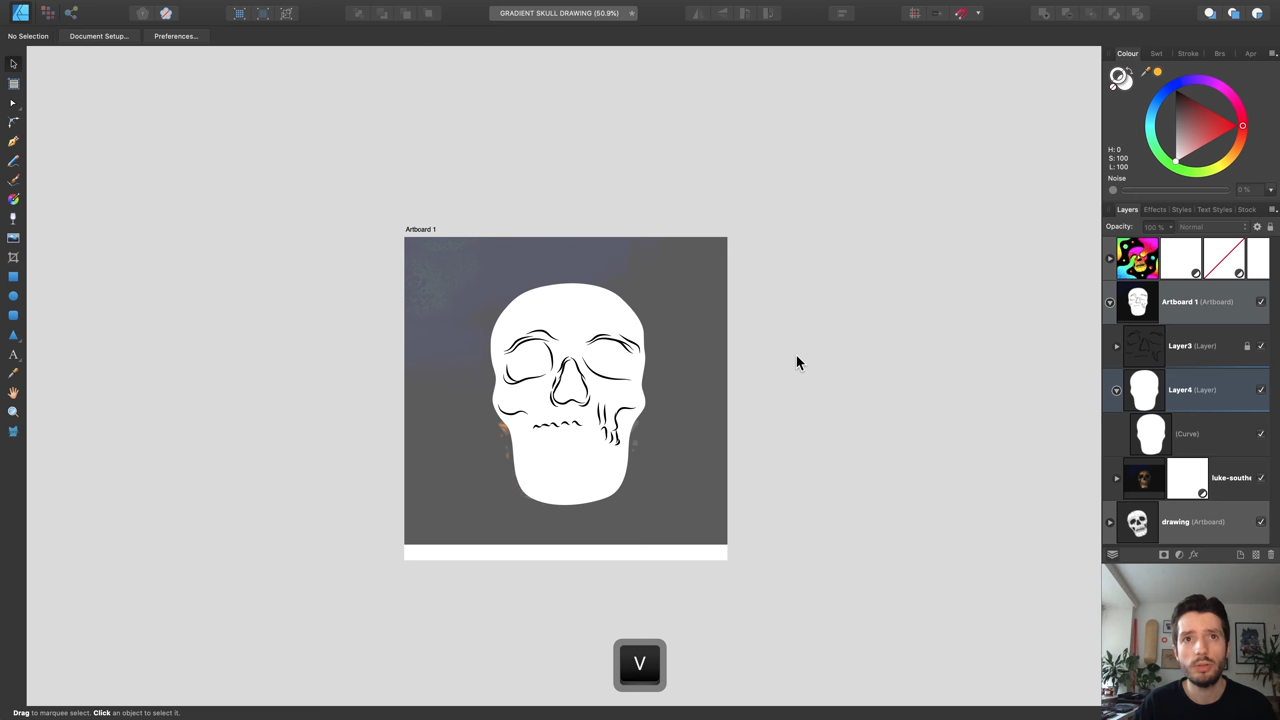 GRADIENT SKULL DRAWING (50.9%)
No Selection
Document Setup...
Preferences...
Colour
Swt
Stroke
Brs
Apr
H: 0
S: 100
L: 100
Noise
0 %
Layers
Effects
Styles
Text Styles
Stock
Opacity:
100 %
Normal
Artboard 1
Artboard 1 (Artboard)
Layer3 (Layer)
Layer4 (Layer)
(Curve)
luke-south
drawing (Artboard)
V
Drag to marquee select. Click an object to select it.